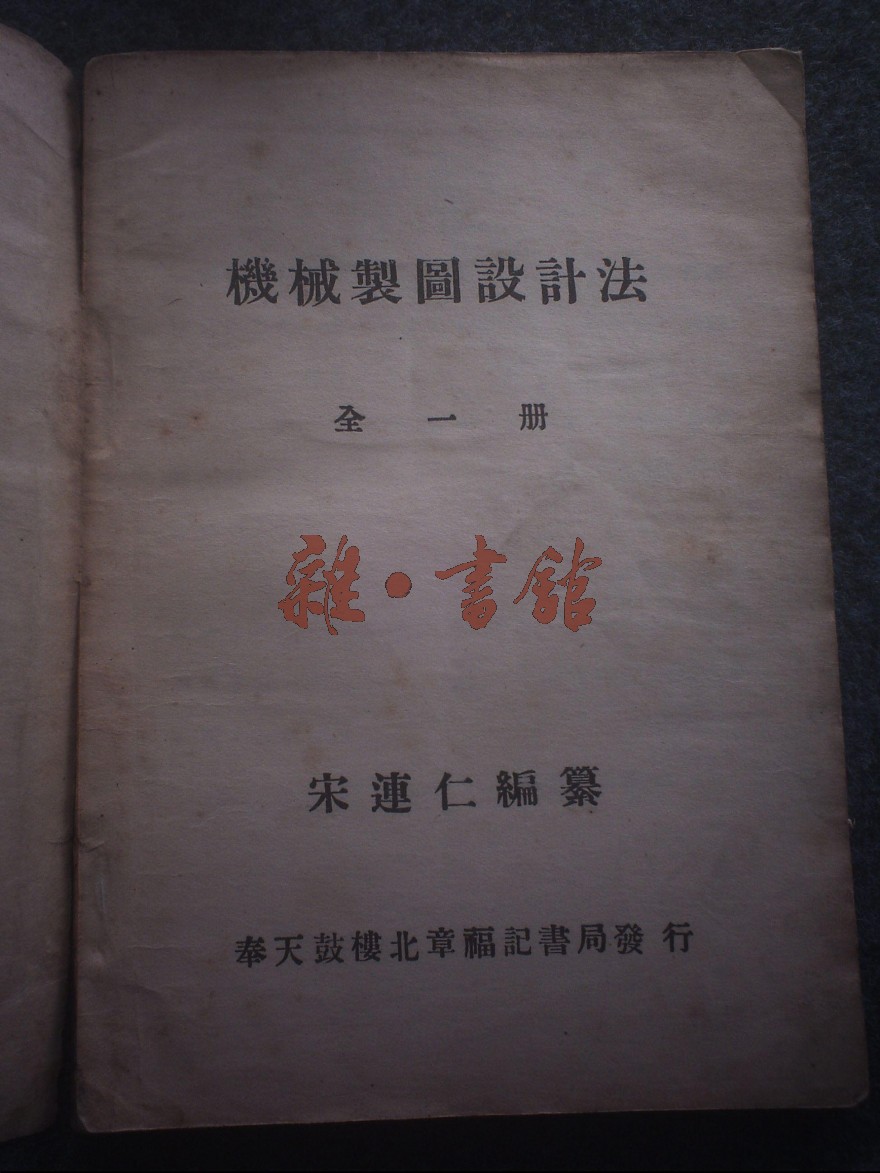 機械製圖設計法
全一册
雜·書館
宋連仁編纂
奉天鼓樓北章福記書局發行